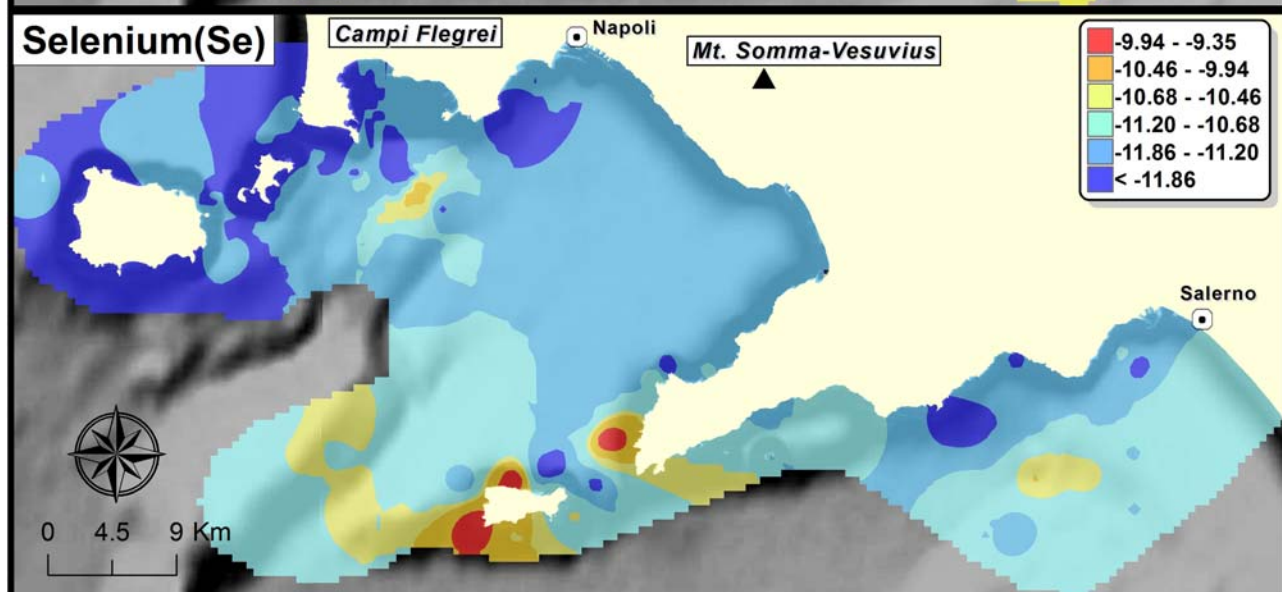 Selenium(Se)
Campi Flegrei
Napoli
Mt. Somma-Vesuvius
-9.94 - -9.35
-10.46 - -9.94
-10.68 - -10.46
-11.20 - -10.68
-11.86 - -11.20
< -11.86
Salerno
0 4.5 9 Km